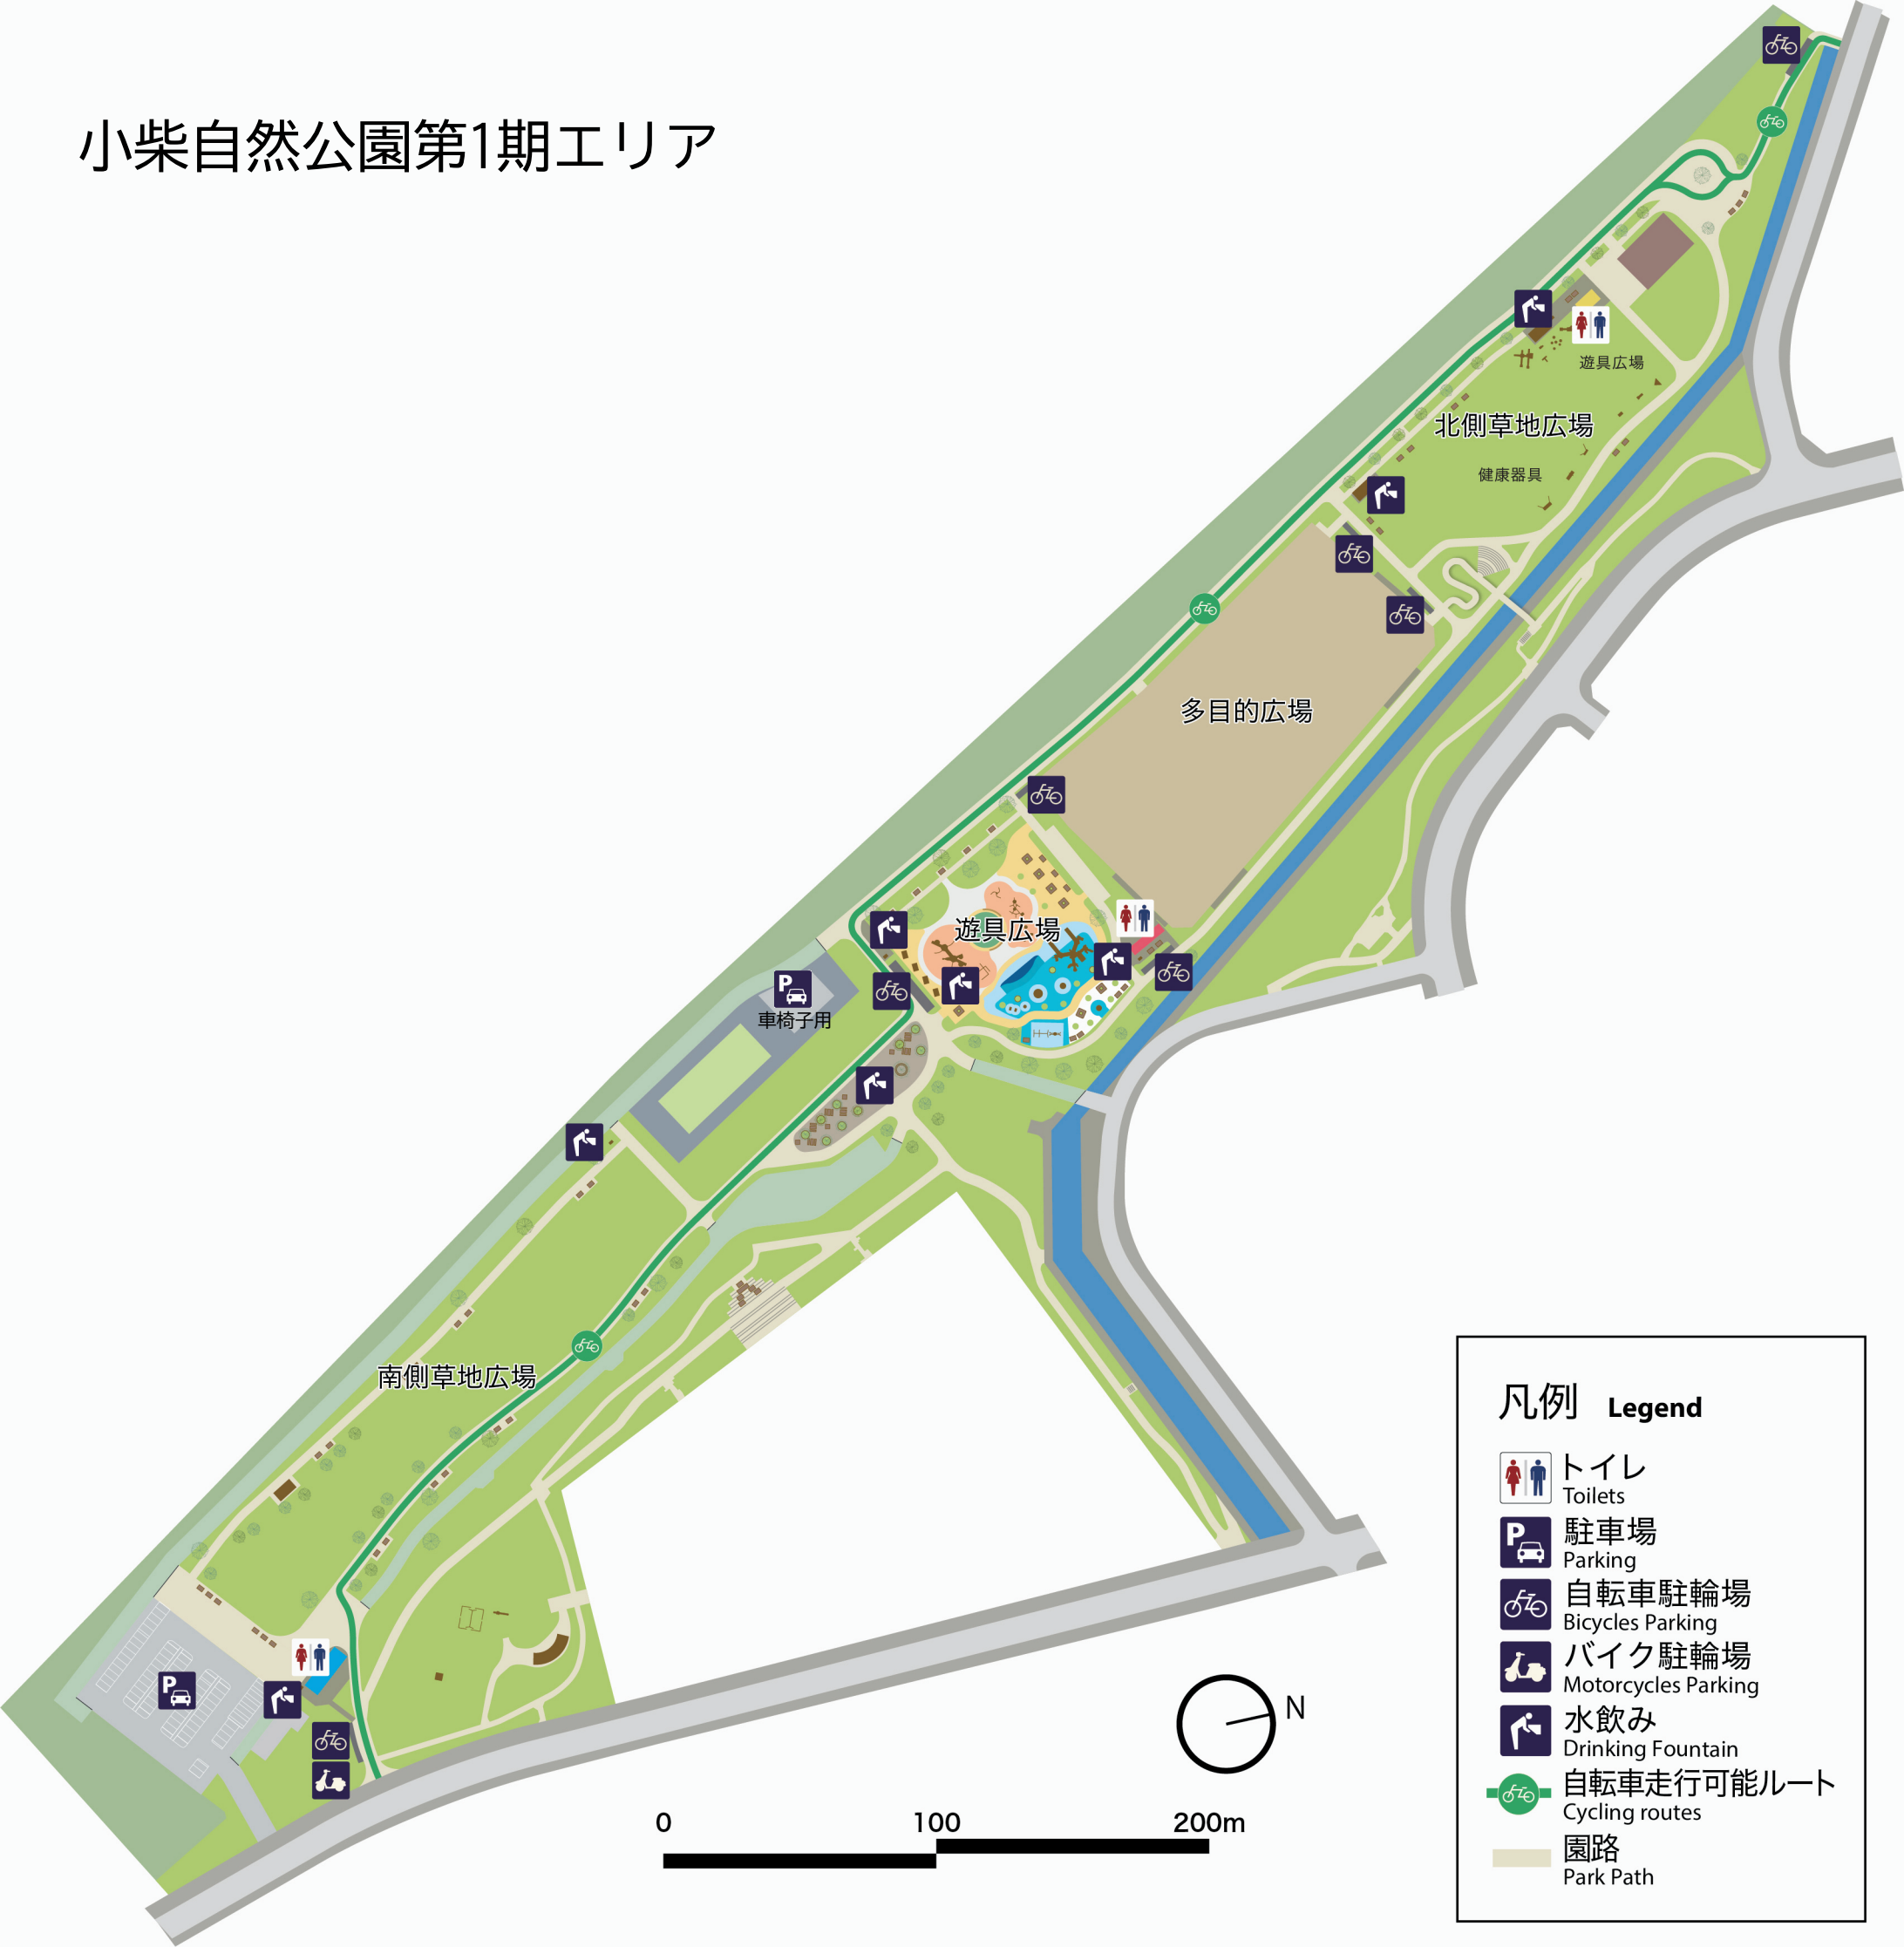 小柴自然公園第1期エリア
遊具広場
北側草地広場
健康器具
多目的広場
遊具広場
P
車椅子用
南側草地広場
P
N
0 100 200m
凡例 Legend
トイレ
Toilets
P
駐車場
Parking
自転車駐輪場
Bicycles Parking
バイク駐輪場
Motorcycles Parking
水飲み
Drinking Fountain
自転車走行可能ルート
Cycling routes
園路
Park Path